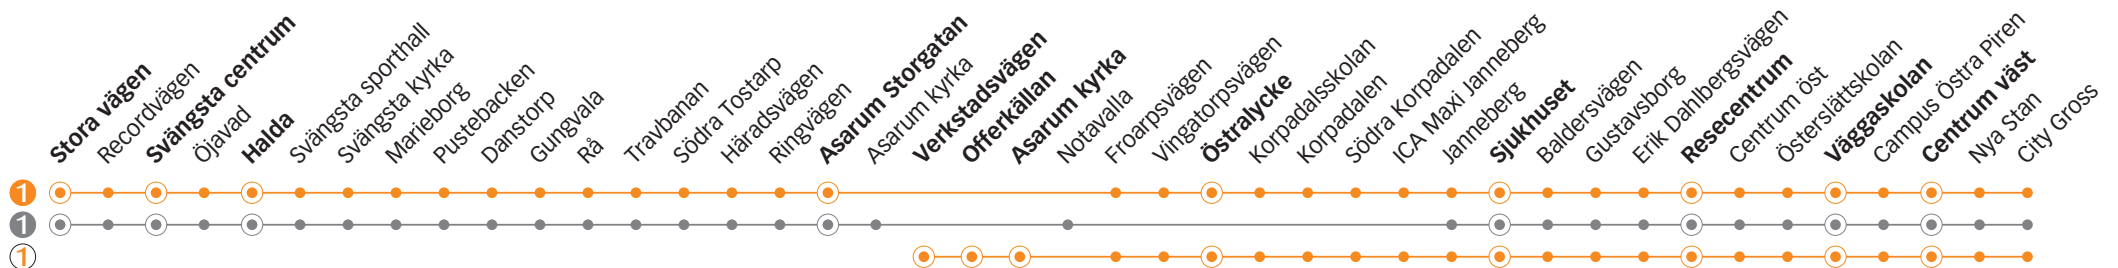 Stora vägen
Recordvägen
Svängsta centrum
Öjavad
Halda
Svängsta sporthall
Svängsta kyrka
Marieborg
Pustebacken
Danstorp
Gungvala
Rå
Travbanan
Södra Tostarp
Häradsvägen
Ringvägen
Asarum Storgatan
Asarum Kyrka
Verkstadsvägen
Offerkällan
Asarum kyrka
Notavalla
Froarpsvägen
Vingatorpsvägen
Östralycke
Korpadalsskolan
Korpadalen
Södra Korpadalen
ICA Maxi Janneberg
Janneberg
Sjukhuset
Baldersvägen
Gustavsborg
Erik Dahlbergsvägen
Resecentrum
Centrum öst
Österslättskolan
Väggaskolan
Campus Östra Piren
Centrum väst
Nya Stan
City Gross
1
1
1